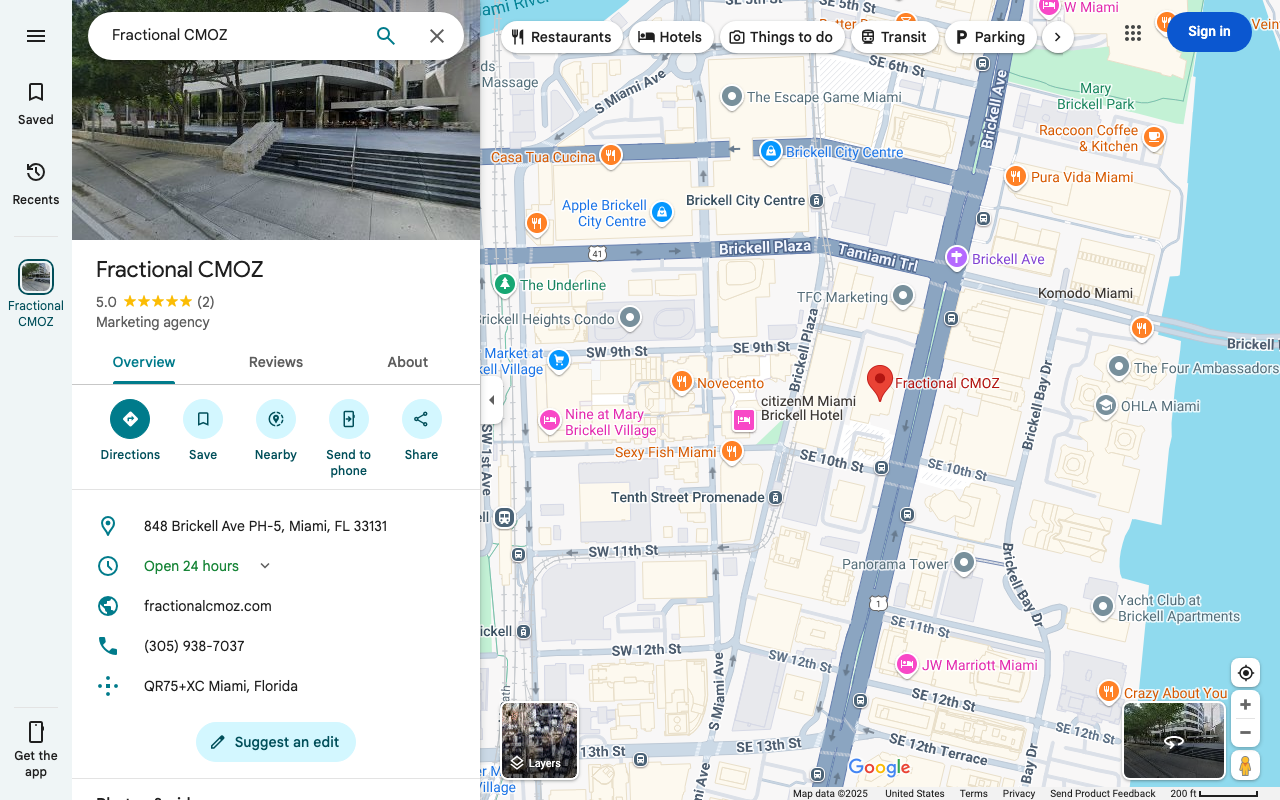 Fractional CMOZ
Restaurants
Hotels
Things to do
Transit
Parking
Sign in
Saved
Recents
Fractional
CMOZ
Get the
app
Fractional CMOZ
5.0
(2)
Marketing agency
Overview
Reviews
About
Directions
Save
Nearby
Send to
phone
Share
848 Brickell Ave PH-5, Miami, FL 33131
Open 24 hours
fractionalcmoz.com
(305) 938-7037
QR75+XC Miami, Florida
Suggest an edit
Miami River
W Miami
SE 5th St
SE 6th St
Massage
S Miami Ave
The Escape Game Miami
Brickell Ave
Mary
Brickell Park
Raccoon Coffee
& Kitchen
Casa Tua Cucina
Brickell City Centre
Pura Vida Miami
Apple Brickell
City Centre
Brickell City Centre
41
Brickell Plaza
Tamiami Trl
Brickell Ave
The Underline
TFC Marketing
Komodo Miami
Brickell Heights Condo
Brickell Plaza
Market at
Village
SW 9th St
SE 9th St
The Four Ambassadors
Novecento
Fractional CMOZ
citizenM Miami
Brickell Hotel
OHLA Miami
Nine at Mary
Brickell Village
Brickell Bay Dr
SW 1st Ave
Sexy Fish Miami
SE 10th St
SE 10th St
Tenth Street Promenade
SW 11th St
Panorama Tower
Brickell Bay Dr
1
Yacht Club at
Brickell Apartments
SE 11th St
SW 12th St
SW 12th St
JW Marriott Miami
S Miami Ave
SE 12th St
Crazy About You
SE 12th St
SE 12th Terrace
13th St
SE 13th St
Layers
Google
Map data ©2025
United States
Terms
Privacy
Send Product Feedback
200 ft